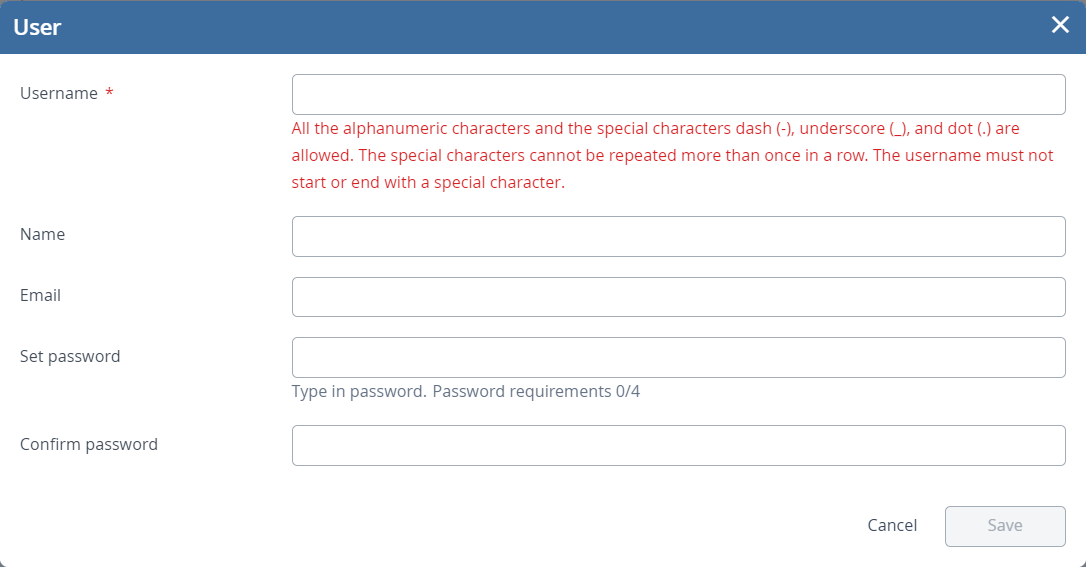 User
Username *
All the alphanumeric characters and the special characters dash (-), underscore (_), and dot (.) are
allowed. The special characters cannot be repeated more than once in a row. The username must not
start or end with a special character.
Name
Email
Set password
Type in password. Password requirements 0/4
Confirm password
Cancel Save